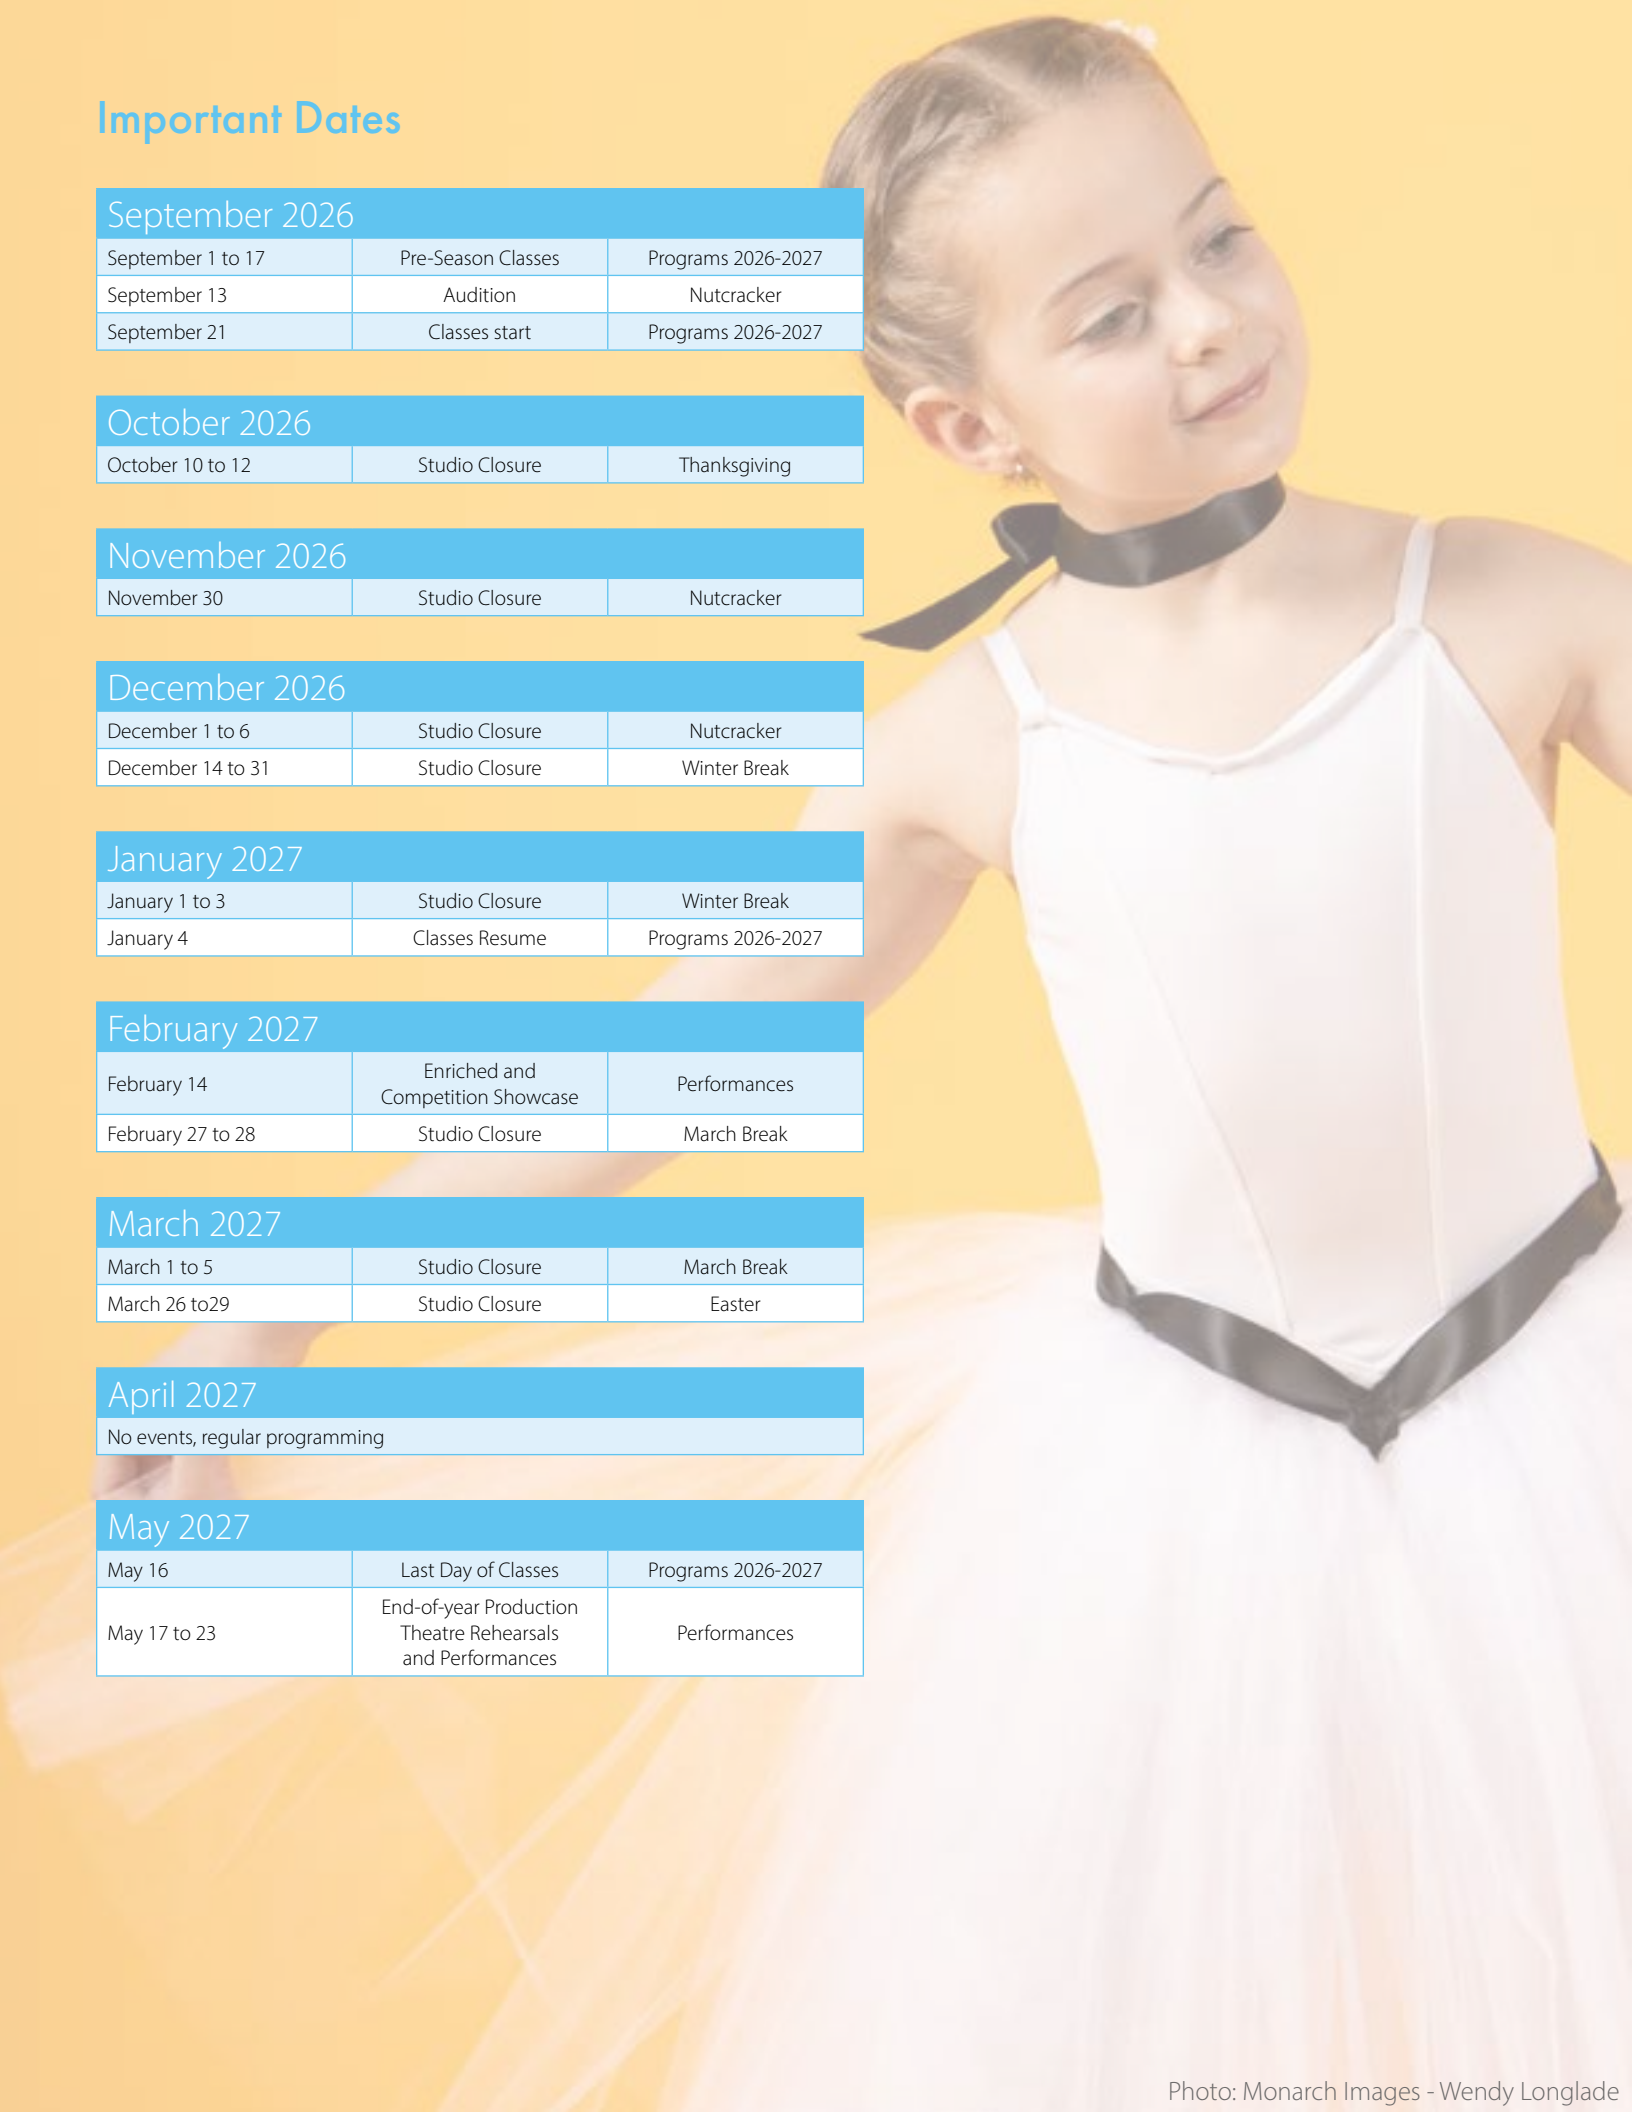 Important Dates
September 2026
September 1 to 17 Pre-Season Classes Programs 2026-2027
September 13 Audition Nutcracker
September 21 Classes start Programs 2026-2027
October 2026
October 10 to 12 Studio Closure Thanksgiving
November 2026
November 30 Studio Closure Nutcracker
December 2026
December 1 to 6 Studio Closure Nutcracker
December 14 to 31 Studio Closure Winter Break
January 2027
January 1 to 3 Studio Closure Winter Break
January 4 Classes Resume Programs 2026-2027
February 2027
February 14 Enriched and
Competition Showcase Performances
February 27 to 28 Studio Closure March Break
March 2027
March 1 to 5 Studio Closure March Break
March 26 to29 Studio Closure Easter
April 2027
No events, regular programming
May 2027
May 16 Last Day of Classes Programs 2026-2027
May 17 to 23 End-of-year Production
Theatre Rehearsals
and Performances Performances
Photo: Monarch Images - Wendy Longlade